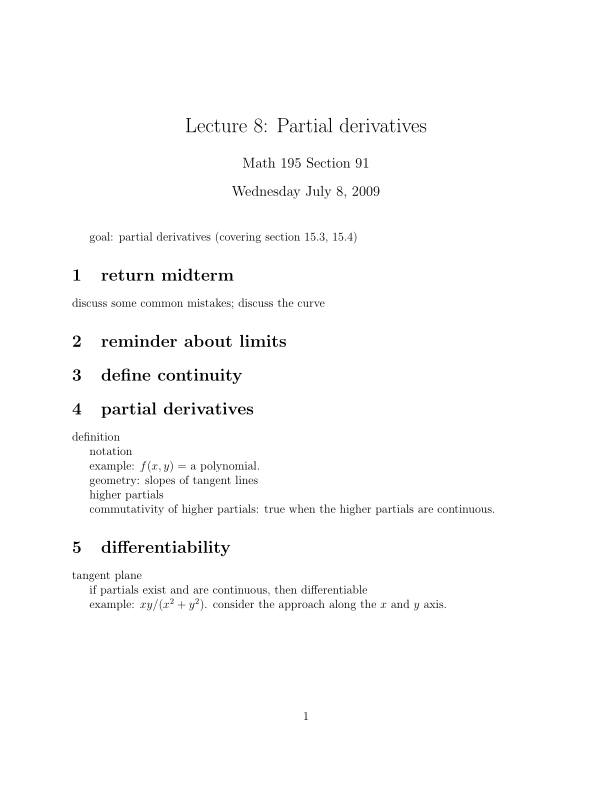 Lecture 8: Partial derivatives
Math 195 Section 91
Wednesday July 8, 2009
goal: partial derivatives (covering section 15.3, 15.4)
1 return midterm
discuss some common mistakes; discuss the curve
2 reminder about limits
3 define continuity
4 partial derivatives
definition
notation
example: f(x, y) = a polynomial.
geometry: slopes of tangent lines
higher partials
commutativity of higher partials: true when the higher partials are continuous.
5 differentiability
tangent plane
if partials exist and are continuous, then differentiable
example: xy/(x² + y²). consider the approach along the x and y axis.
1